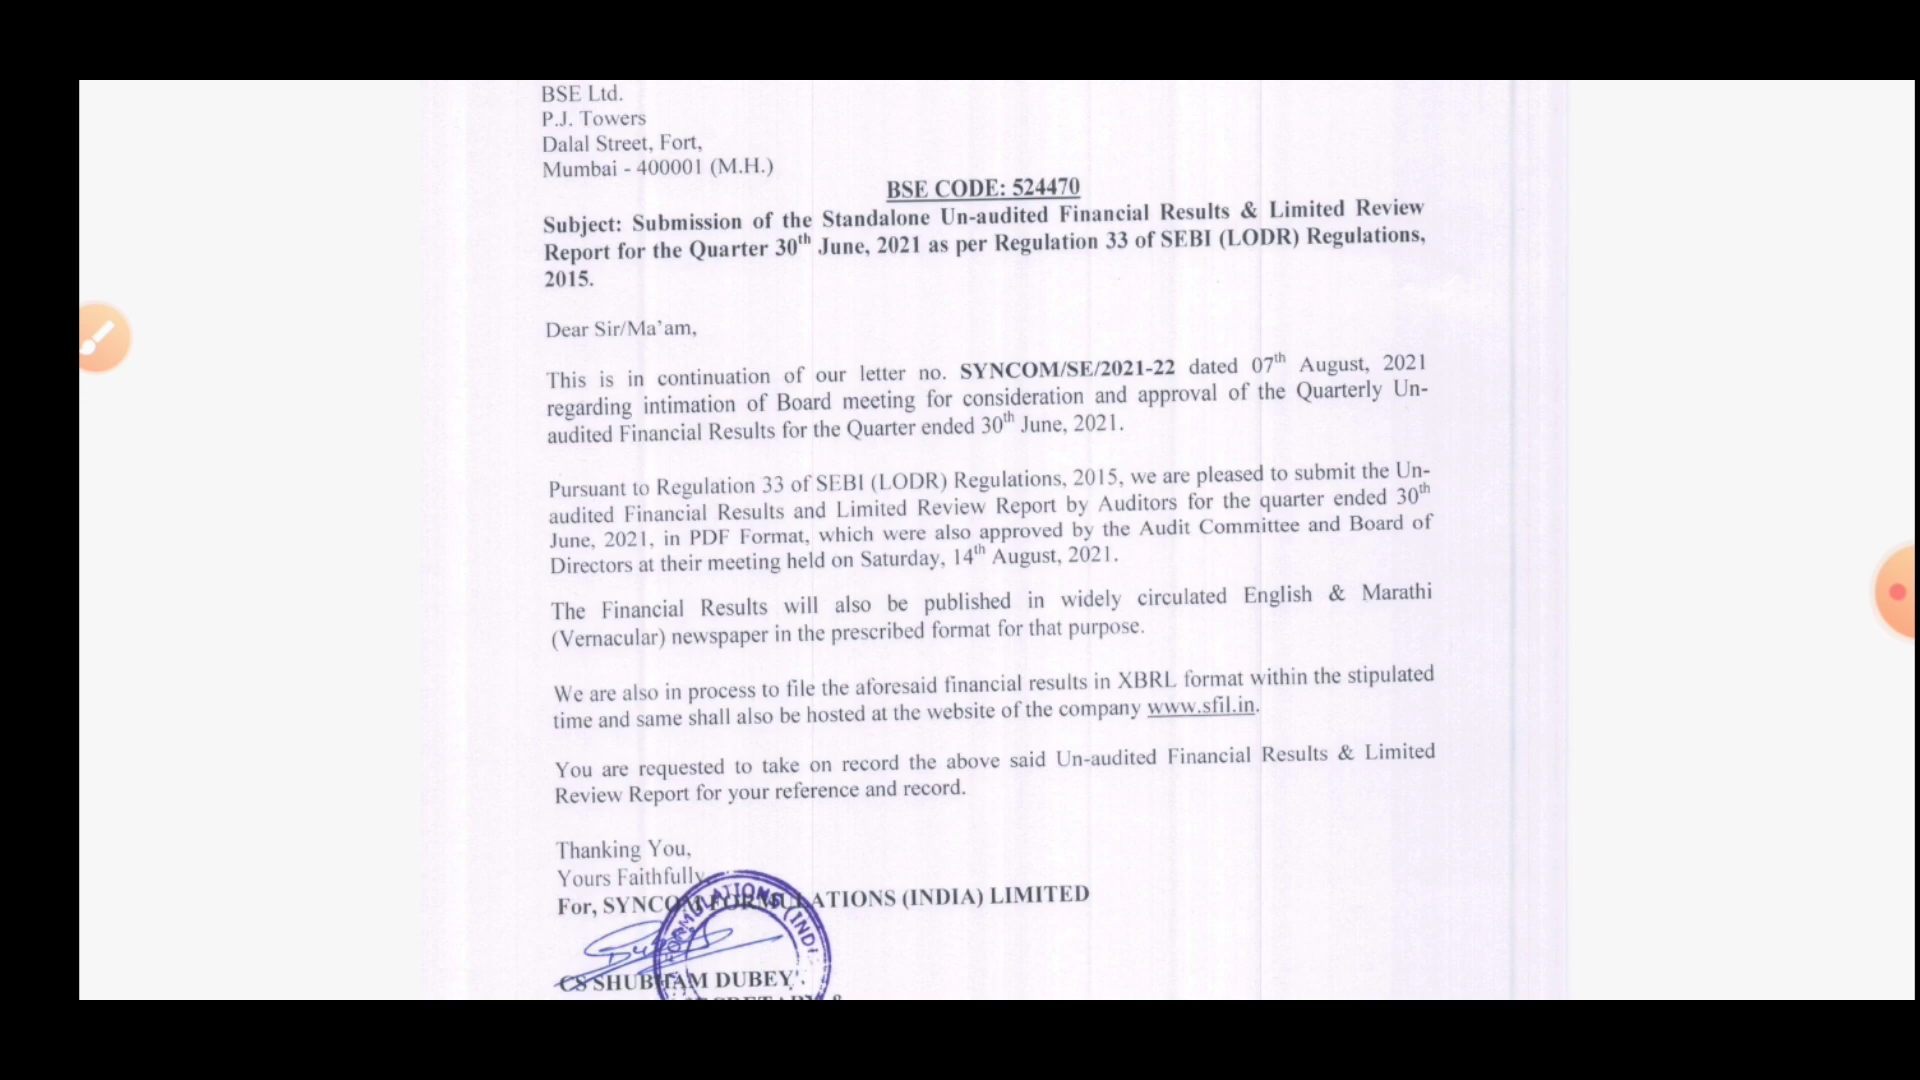 BSE Ltd.
P.J. Towers
Dalal Street, Fort,
Mumbai - 400001 (M.H.)
BSE CODE: 524470
Subject: Submission of the Standalone Un-audited Financial Results & Limited Review
Report for the Quarter 30th June, 2021 as per Regulation 33 of SEBI (LODR) Regulations,
2015.
Dear Sir/Ma'am,
This is in continuation of our letter no. SYNCOM/SE/2021-22 dated 07th August, 2021
regarding intimation of Board meeting for consideration and approval of the Quarterly Un-
audited Financial Results for the Quarter ended 30th June, 2021.
Pursuant to Regulation 33 of SEBI (LODR) Regulations, 2015, we are pleased to submit the Un-
audited Financial Results and Limited Review Report by Auditors for the quarter ended 30th
June, 2021, in PDF Format, which were also approved by the Audit Committee and Board of
Directors at their meeting held on Saturday, 14th August, 2021.
The Financial Results will also be published in widely circulated English & Marathi
(Vernacular) newspaper in the prescribed format for that purpose.
We are also in process to file the aforesaid financial results in XBRL format within the stipulated
time and same shall also be hosted at the website of the company www.sfil.in.
You are requested to take on record the above said Un-audited Financial Results & Limited
Review Report for your reference and record.
Thanking You,
Yours Faithfully
For, SYNCOM FORMULATIONS (INDIA) LIMITED
FORMULATIONS (INDI
CS SHUBHAM DUBEY